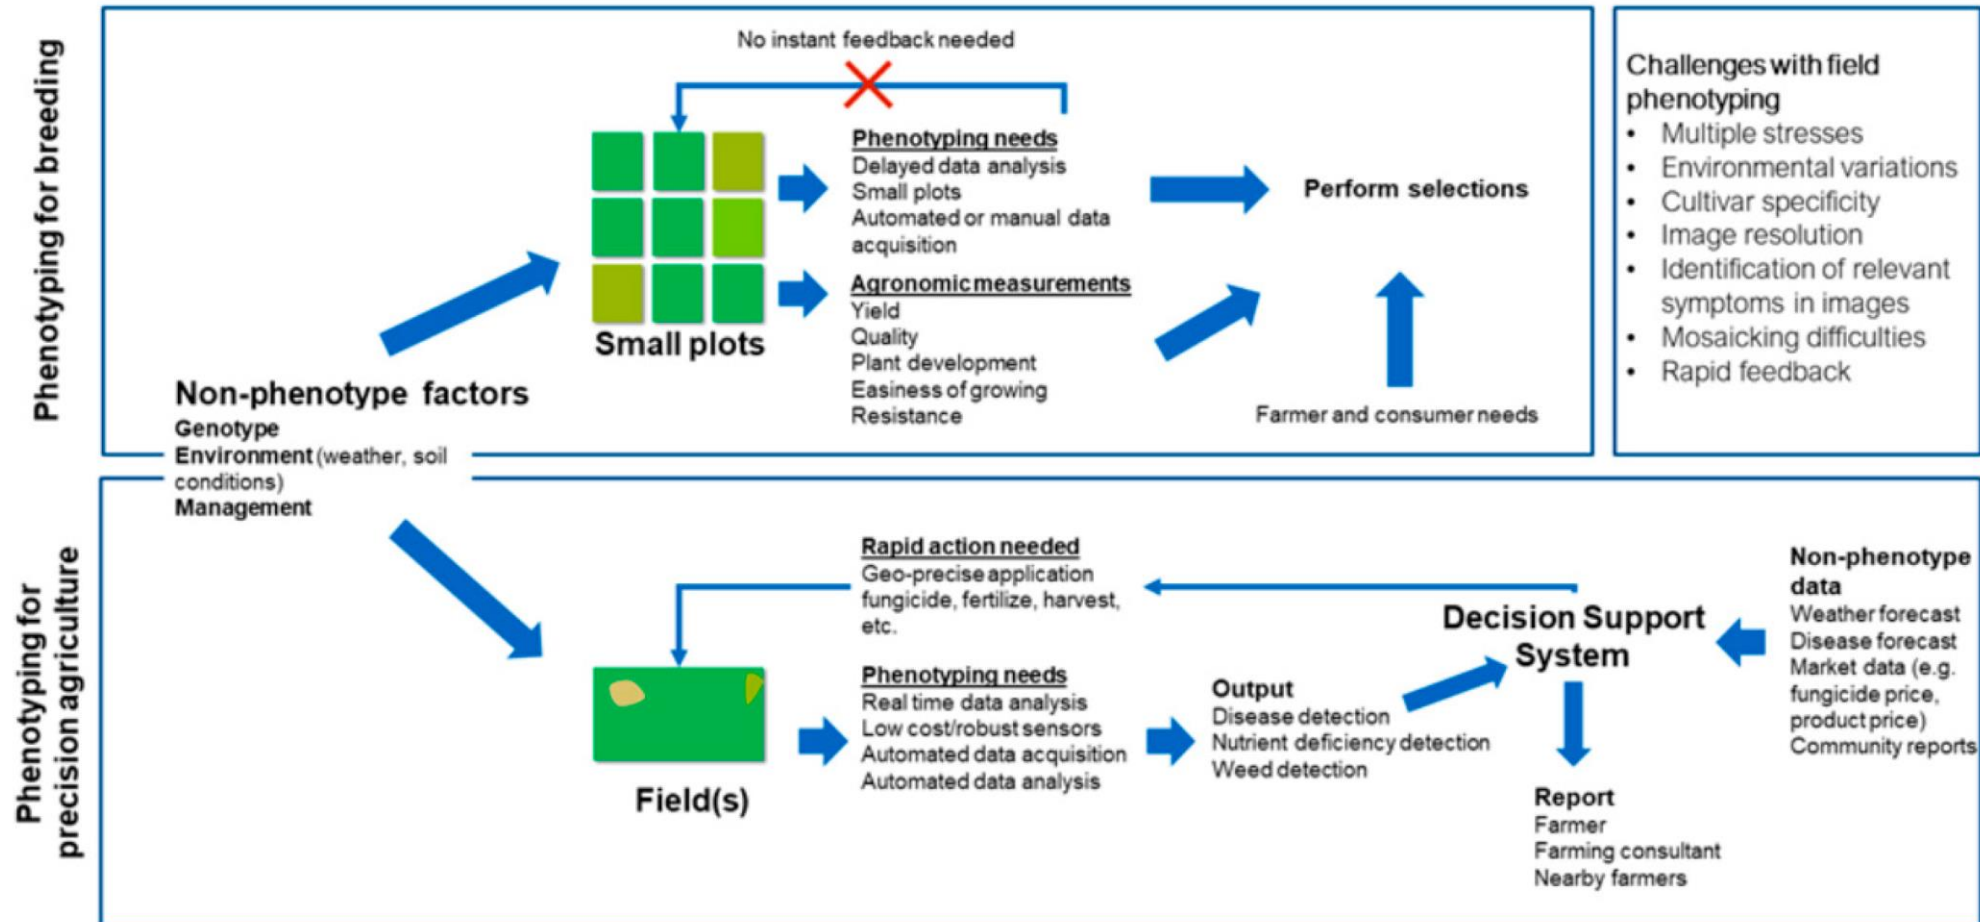 Phenotyping for breeding
No instant feedback needed
Small plots
Phenotyping needs
Delayed data analysis
Small plots
Automated or manual data
acquisition
Agronomic measurements
Yield
Quality
Plant development
Easiness of growing
Resistance
Perform selections
Farmer and consumer needs
Challenges with field
phenotyping
• Multiple stresses
• Environmental variations
• Cultivar specificity
• Image resolution
• Identification of relevant
symptoms in images
• Mosaicking difficulties
• Rapid feedback
Non-phenotype factors
Genotype
Environment (weather, soil
conditions)
Management
Phenotyping for
precision agriculture
Rapid action needed
Geo-precise application
fungicide, fertilize, harvest,
etc.
Field(s)
Phenotyping needs
Real time data analysis
Low cost/robust sensors
Automated data acquisition
Automated data analysis
Output
Disease detection
Nutrient deficiency detection
Weed detection
Decision Support
System
Non-phenotype
data
Weather forecast
Disease forecast
Market data (e.g.
fungicide price,
product price)
Community reports
Report
Farmer
Farming consultant
Nearby farmers